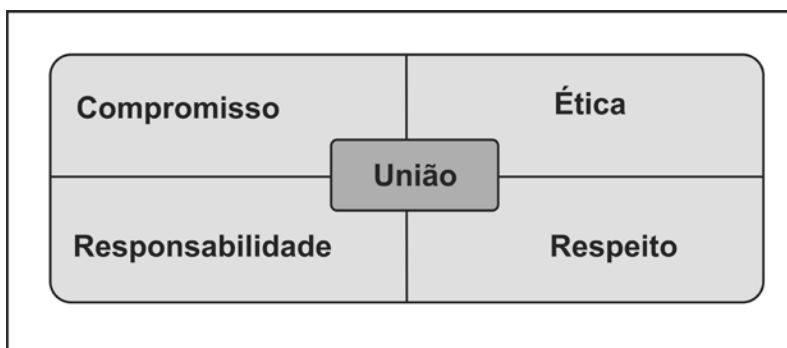 Compromisso
Ética
União
Responsabilidade
Respeito